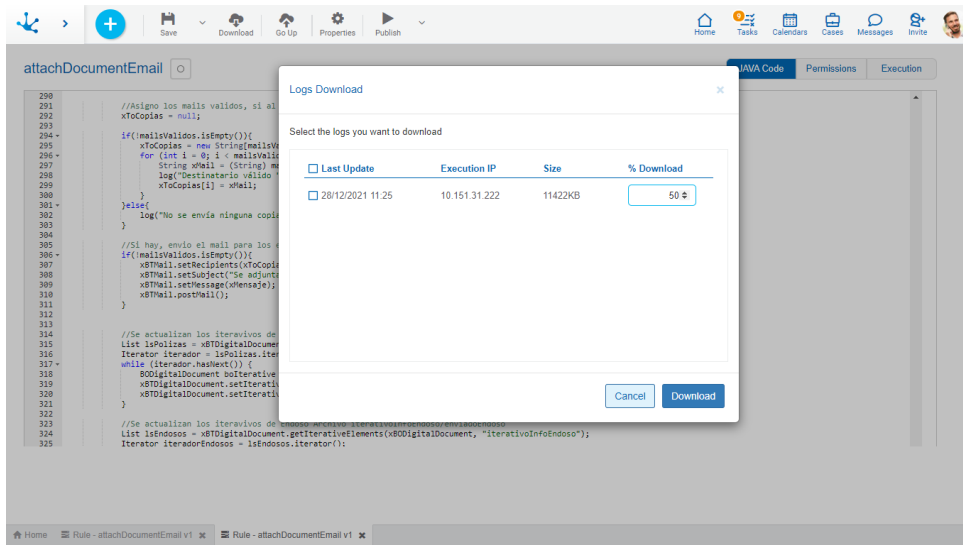 Save
Download
Go Up
Properties
Publish
Home
9
Tasks
Calendars
Cases
Messages
Invite
attachDocumentEmail
JAVA Code
Permissions
Execution
290
291 //Asigno los mails validos, si al
292 xToCopias = null;
293
294 if(!mailsValidos.isEmpty()){
295 xToCopias = new String[mailsVa
296 for (int i = 0; i < mailsValid
297 String xMail = (String) ma
298 log("Destinatario válido "
299 xToCopias[i] = xMail;
300 }
301 }else{
302 log("No se envía ninguna copia
303 }
304
305 //Si hay, envio el mail para los
306 if(!mailsValidos.isEmpty()){
307 xBTMail.setRecipients(xToCopia
308 xBTMail.setSubject("Se adjunto
309 xBTMail.setMessage(xMensaje);
310 xBTMail.postMail();
311 }
312
313
314 //Se actualizan los iteravivos de
315 List lsPolizas = xBTDigitalDocumen
316 Iterator iterador = lsPolizas.iter
317 while (iterador.hasNext()) {
318 BODigitalDocument boIterative
319 xBTDigitalDocument.setIterativ
320 xBTDigitalDocument.setIterativ
321 }
322
323 //Se actualizan los iteravivos de Endoso Archivo iterativoInfoEndoso/enviadoEndoso
324 List lsEndosos = xBTDigitalDocument.getIterativeElements(xBODigitalDocument, "iterativoInfoEndoso");
325 Iterator iteradorEndosos = lsEndosos.iterator();
Logs Download
Select the logs you want to download
Last Update Execution IP Size % Download
28/12/2021 11:25 10.151.31.222 11422KB 50
Cancel Download
Home Rule - attachDocumentEmail v1 Rule - attachDocumentEmail v1